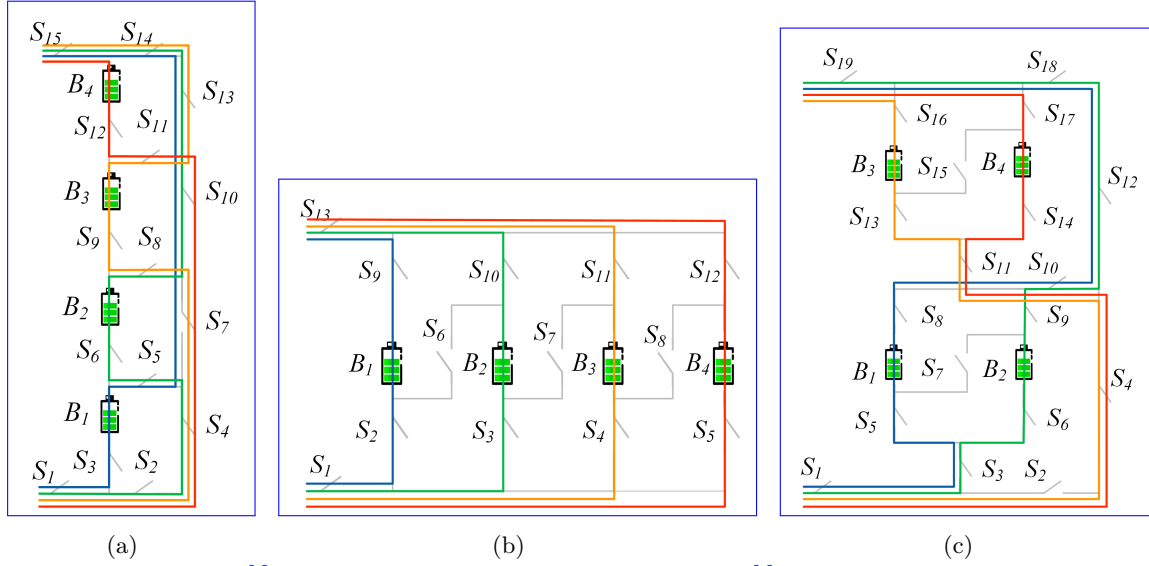 S15 S14
B4 S13
S12 S11
B3 S10
S9 S8
B2 S7
S6 S5
B1 S4
S1 S3 S2
(a)
S13
S9 S10 S11 S12
S6 S7 S8
B1 B2 B3 B4
S2 S3 S4 S5
S1
(b)
S19 S18
S16 S17
B3 S15 B4 S12
S13 S14
S11 S10
S8 S9
B1 S7 B2 S4
S5 S6
S1 S3 S2
(c)